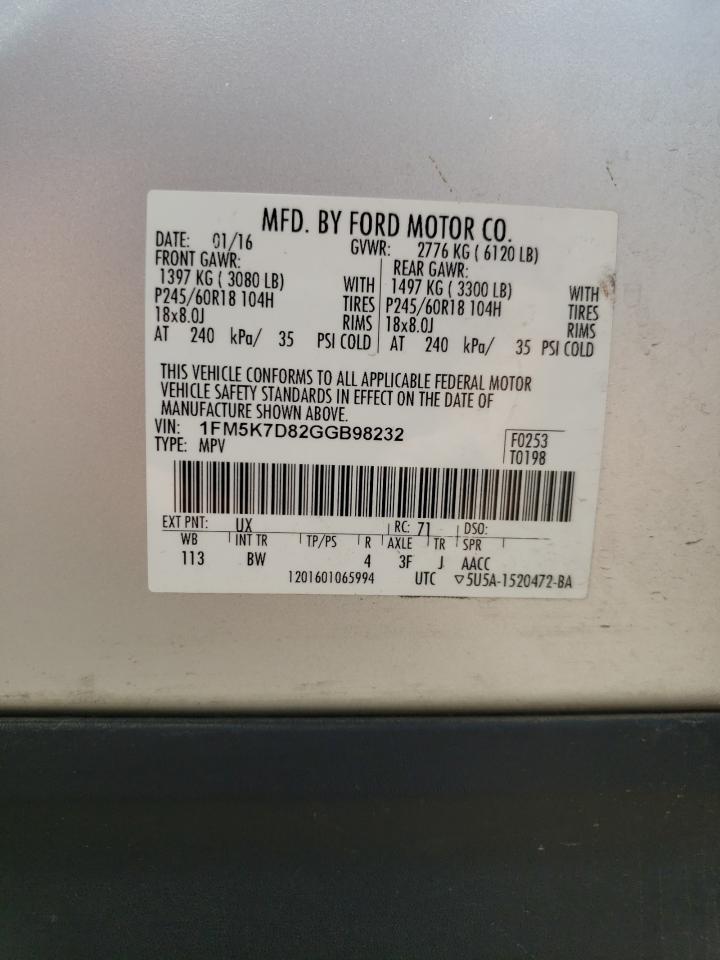 MFD. BY FORD MOTOR CO.
DATE: 01/16 GVWR: 2776 KG ( 6120 LB)
FRONT GAWR: REAR GAWR:
1397 KG ( 3080 LB) WITH 1497 KG ( 3300 LB) WITH
P245/60R18 104H TIRES P245/60R18 104H TIRES
18x8.0J RIMS 18x8.0J RIMS
AT 240 kPa/ 35 PSI COLD AT 240 kPa/ 35 PSI COLD
THIS VEHICLE CONFORMS TO ALL APPLICABLE FEDERAL MOTOR
VEHICLE SAFETY STANDARDS IN EFFECT ON THE DATE OF
MANUFACTURE SHOWN ABOVE.
VIN: 1FM5K7D82GGB98232 F0253
TYPE: MPV T0198
EXT PNT: UX RC: 71 DSO:
WB INT TR TP/PS R AXLE TR SPR
113 BW 4 3F J AACC
1201601065994 UTC ▽5U5A-1520472-BA